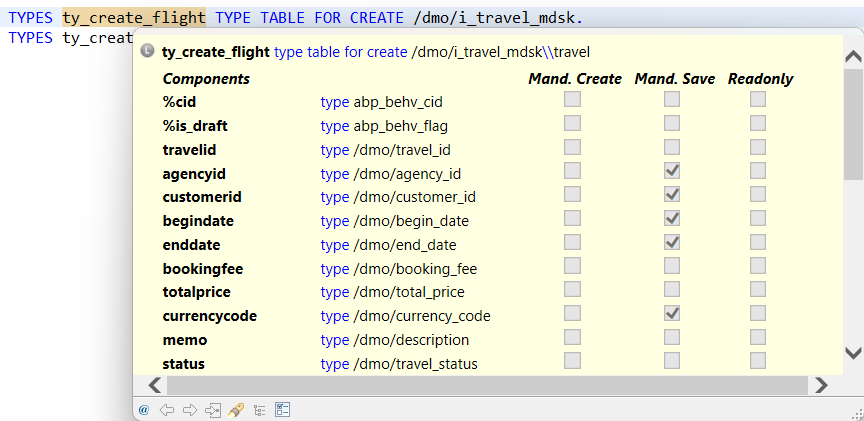 TYPES ty_create_flight TYPE TABLE FOR CREATE /dmo/i_travel_mdsk.
TYPES ty_creat
L ty_create_flight type table for create /dmo/i_travel_mdsk\\travel
Components Mand. Create Mand. Save Readonly
%cid type abp_behv_cid
%is_draft type abp_behv_flag
travelid type /dmo/travel_id
agencyid type /dmo/agency_id
customerid type /dmo/customer_id
begindate type /dmo/begin_date
enddate type /dmo/end_date
bookingfee type /dmo/booking_fee
totalprice type /dmo/total_price
currencycode type /dmo/currency_code
memo type /dmo/description
status type /dmo/travel_status
@